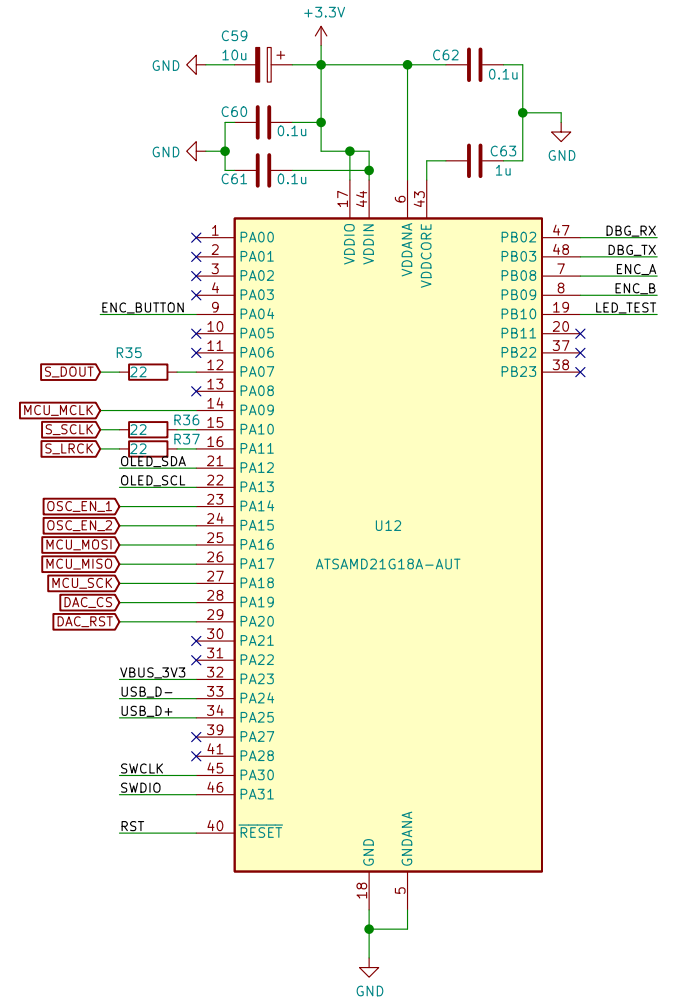 +3.3V
C59
10u
+
GND
C62
0.1u
C60
0.1u
GND
C61
0.1u
C63
1u
GND
17
44
6
43
VDDIO
VDDIN
VDDANA
VDDCORE
1 PA00
2 PA01
3 PA02
4 PA03
ENC_BUTTON 9 PA04
10 PA05
11 PA06
R35
S_DOUT 22 12 PA07
13 PA08
MCU_MCLK 14 PA09
R36
S_SCLK 22 15 PA10
R37
S_LRCK 22 16 PA11
OLED_SDA 21 PA12
OLED_SCL 22 PA13
OSC_EN_1 23 PA14
OSC_EN_2 24 PA15
MCU_MOSI 25 PA16
MCU_MISO 26 PA17
MCU_SCK 27 PA18
DAC_CS 28 PA19
DAC_RST 29 PA20
30 PA21
31 PA22
VBUS_3V3 32 PA23
USB_D- 33 PA24
USB_D+ 34 PA25
39 PA27
41 PA28
SWCLK 45 PA30
SWDIO 46 PA31
RST 40 RESET
U12
ATSAMD21G18A-AUT
PB02 47 DBG_RX
PB03 48 DBG_TX
PB08 7 ENC_A
PB09 8 ENC_B
PB10 19 LED_TEST
PB11 20
PB22 37
PB23 38
GND
GNDANA
18
5
GND